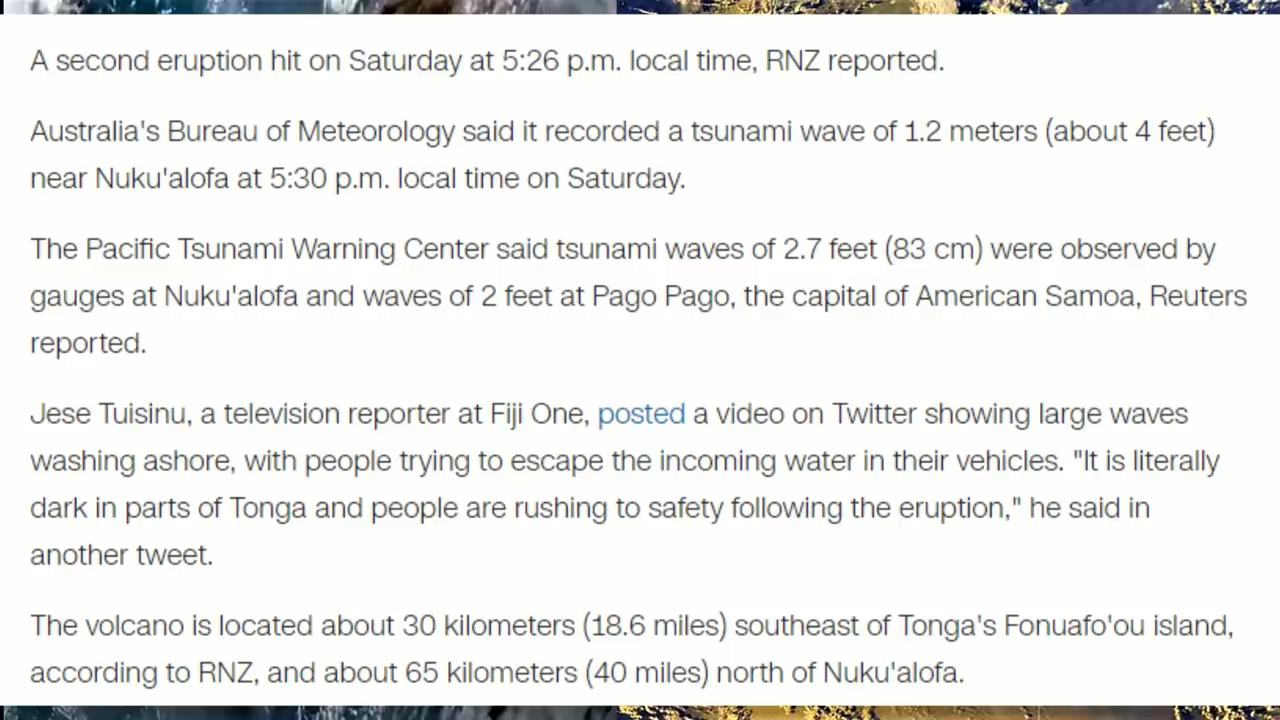 A second eruption hit on Saturday at 5:26 p.m. local time, RNZ reported.
Australia's Bureau of Meteorology said it recorded a tsunami wave of 1.2 meters (about 4 feet)
near Nuku'alofa at 5:30 p.m. local time on Saturday.
The Pacific Tsunami Warning Center said tsunami waves of 2.7 feet (83 cm) were observed by
gauges at Nuku'alofa and waves of 2 feet at Pago Pago, the capital of American Samoa, Reuters
reported.
Jese Tuisinu, a television reporter at Fiji One, posted a video on Twitter showing large waves
washing ashore, with people trying to escape the incoming water in their vehicles. "It is literally
dark in parts of Tonga and people are rushing to safety following the eruption," he said in
another tweet.
The volcano is located about 30 kilometers (18.6 miles) southeast of Tonga's Fonuafo'ou island,
according to RNZ, and about 65 kilometers (40 miles) north of Nuku'alofa.